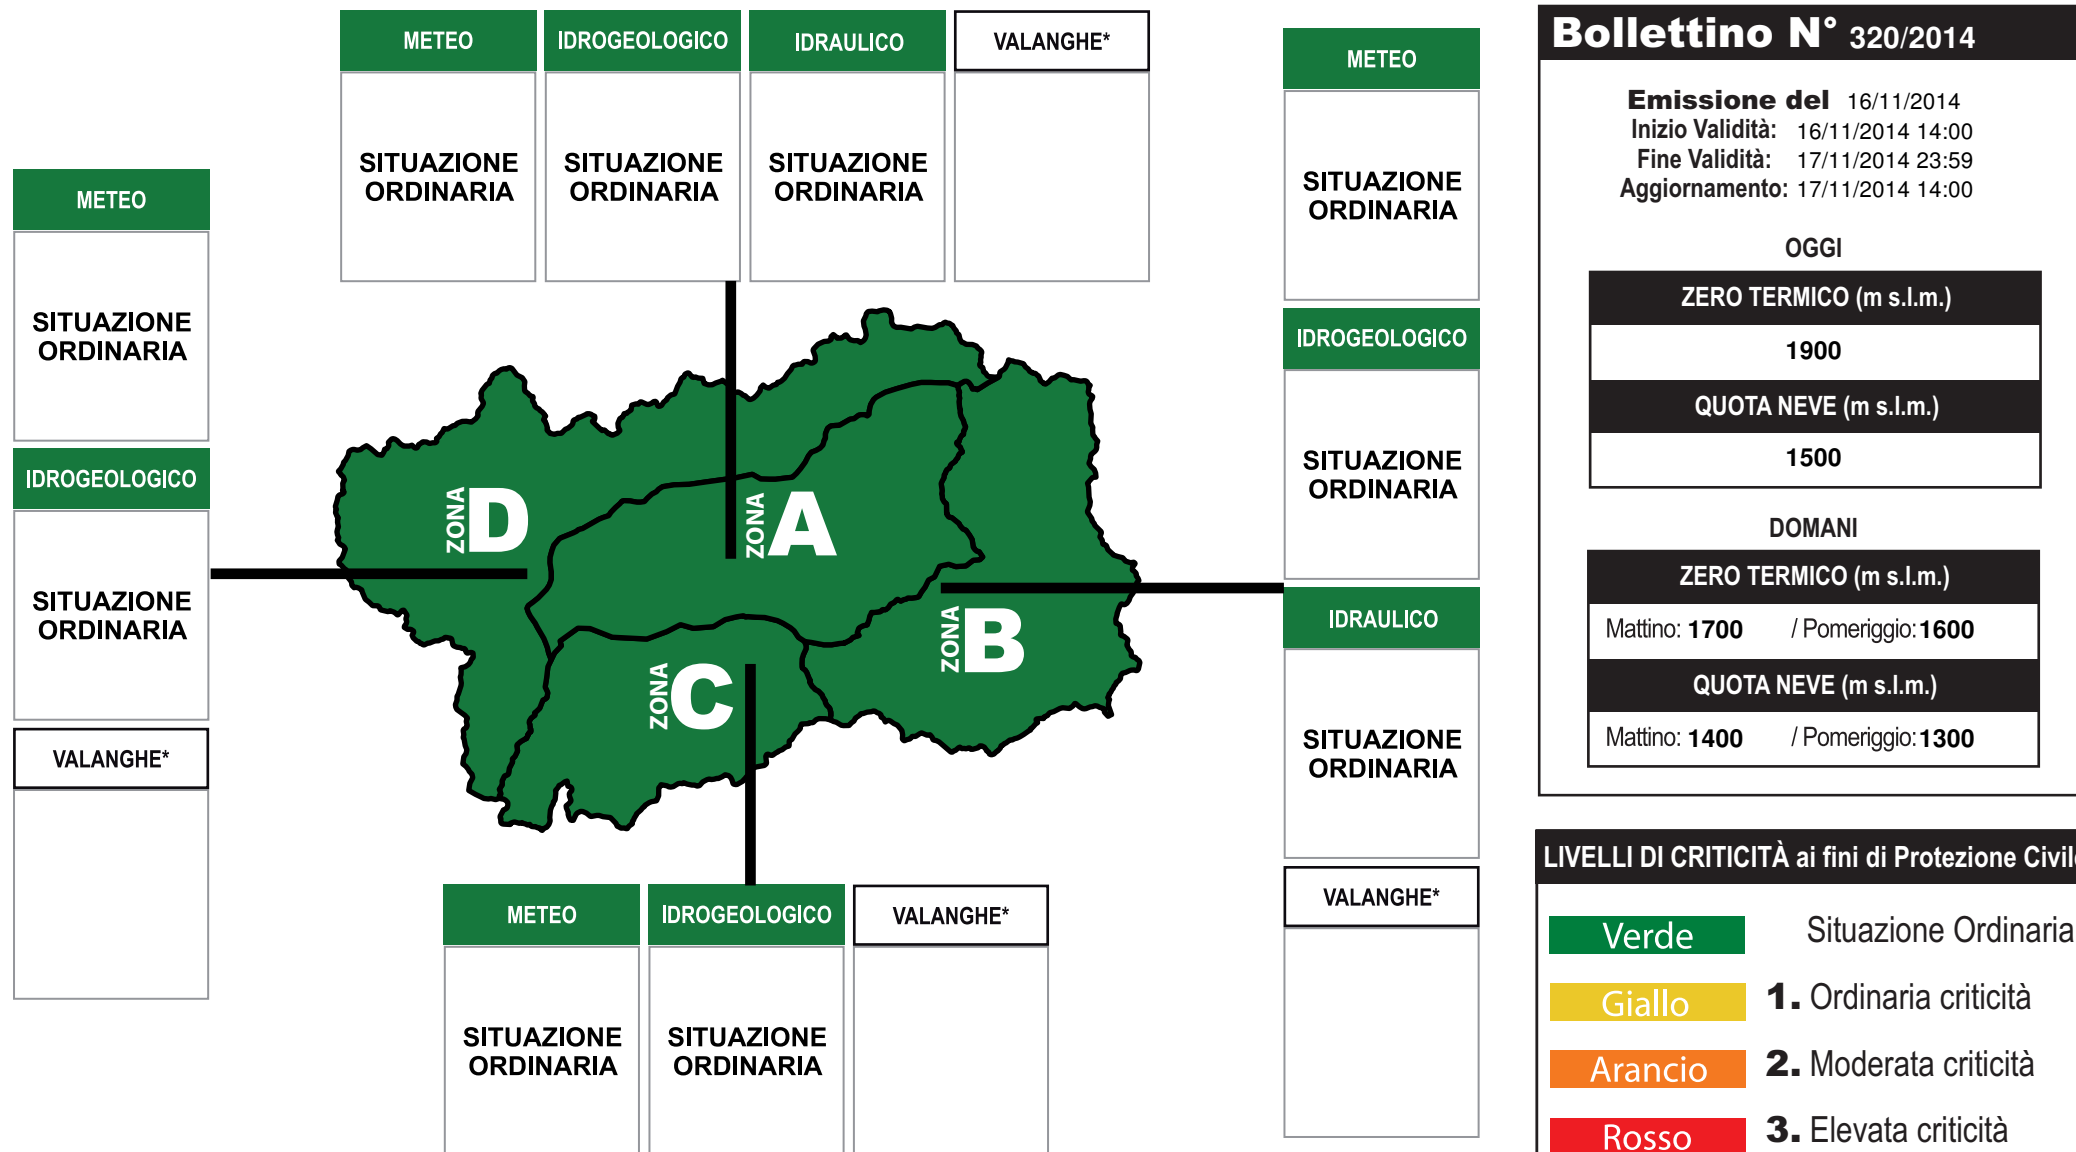 METEO
IDROGEOLOGICO
IDRAULICO
VALANGHE*
SITUAZIONE
ORDINARIA
SITUAZIONE
ORDINARIA
SITUAZIONE
ORDINARIA
METEO
SITUAZIONE
ORDINARIA
IDROGEOLOGICO
SITUAZIONE
ORDINARIA
VALANGHE*
ZONA D
ZONA A
ZONA B
ZONA C
METEO
SITUAZIONE
ORDINARIA
IDROGEOLOGICO
SITUAZIONE
ORDINARIA
IDRAULICO
SITUAZIONE
ORDINARIA
VALANGHE*
METEO
IDROGEOLOGICO
VALANGHE*
SITUAZIONE
ORDINARIA
SITUAZIONE
ORDINARIA
Bollettino N° 320/2014
Emissione del 16/11/2014
Inizio Validità: 16/11/2014 14:00
Fine Validità: 17/11/2014 23:59
Aggiornamento: 17/11/2014 14:00
OGGI
ZERO TERMICO (m s.l.m.)
1900
QUOTA NEVE (m s.l.m.)
1500
DOMANI
ZERO TERMICO (m s.l.m.)
Mattino: 1700 / Pomeriggio: 1600
QUOTA NEVE (m s.l.m.)
Mattino: 1400 / Pomeriggio: 1300
LIVELLI DI CRITICITÀ ai fini di Protezione Civil
Verde Situazione Ordinaria
Giallo 1. Ordinaria criticità
Arancio 2. Moderata criticità
Rosso 3. Elevata criticità